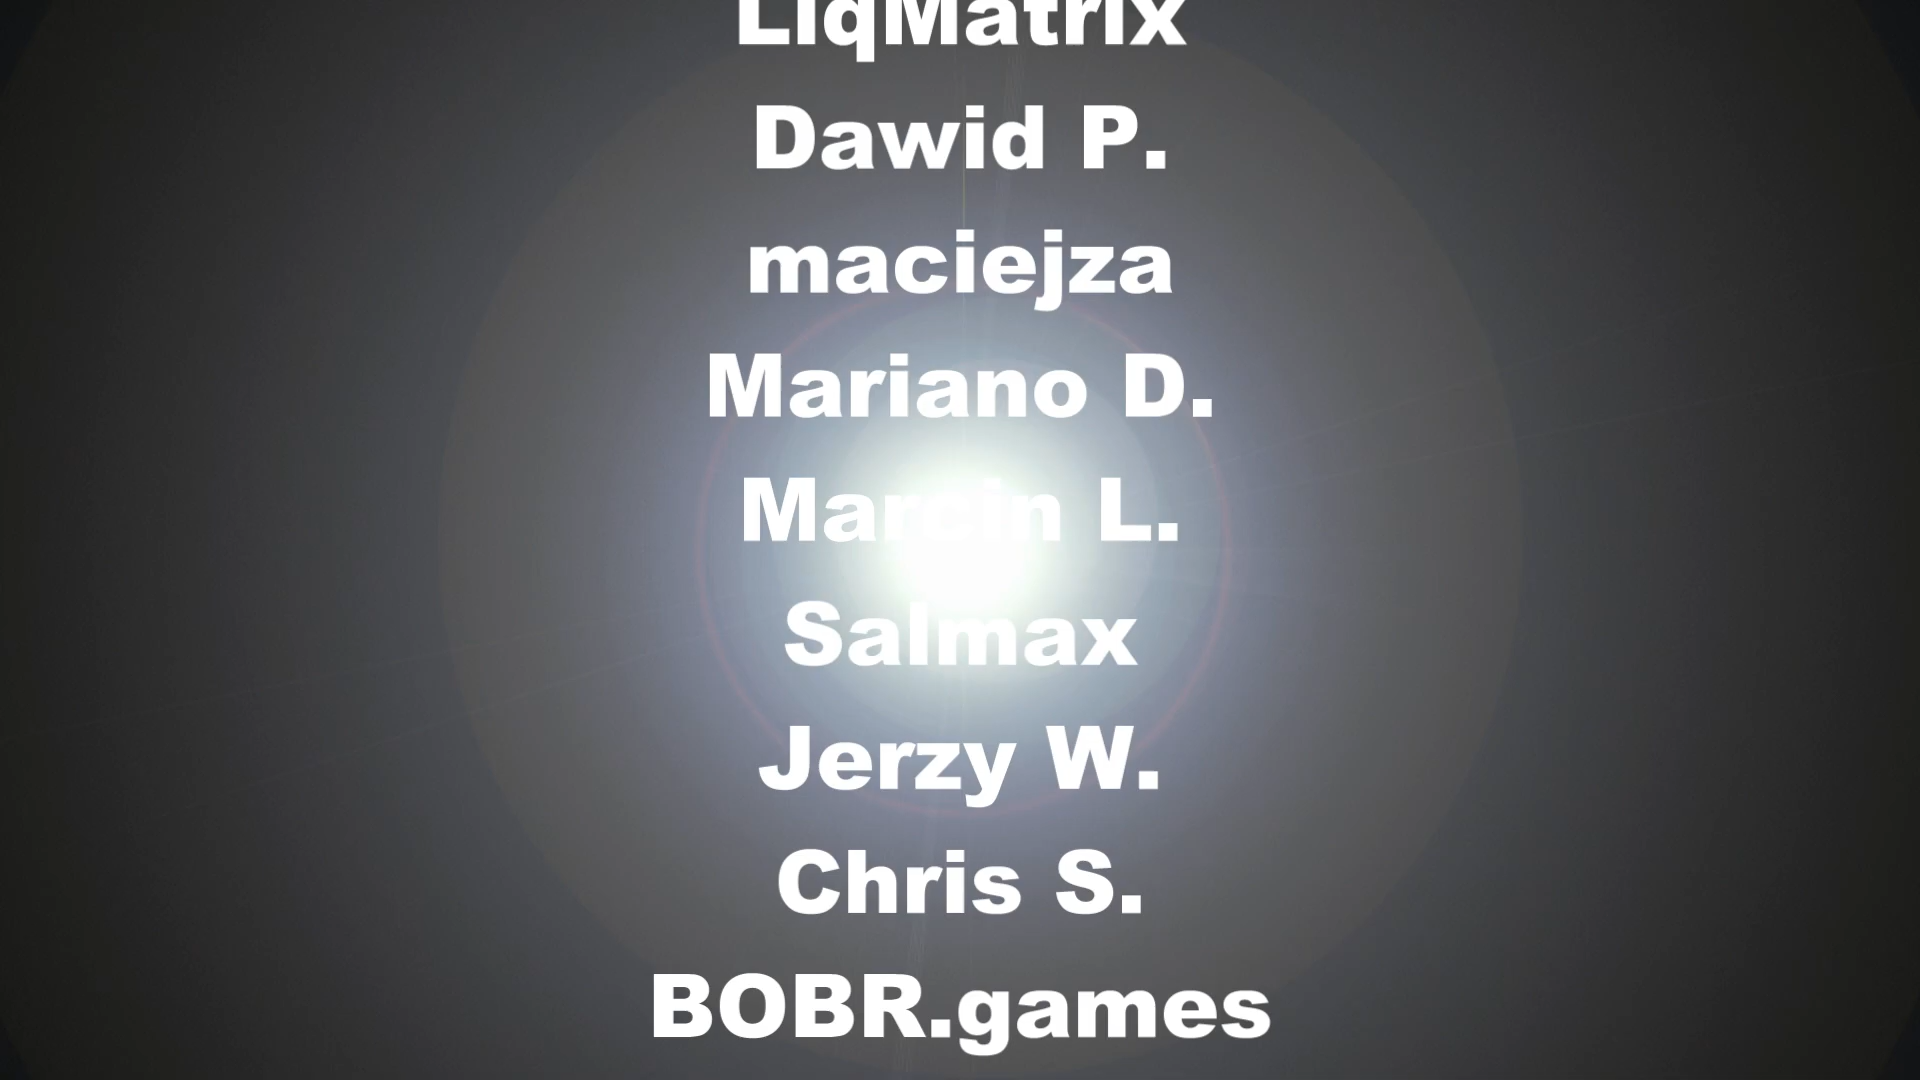 LiqMatrix
Dawid P.
maciejza
Mariano D.
Marcin L.
Salmax
Jerzy W.
Chris S.
BOBR.games